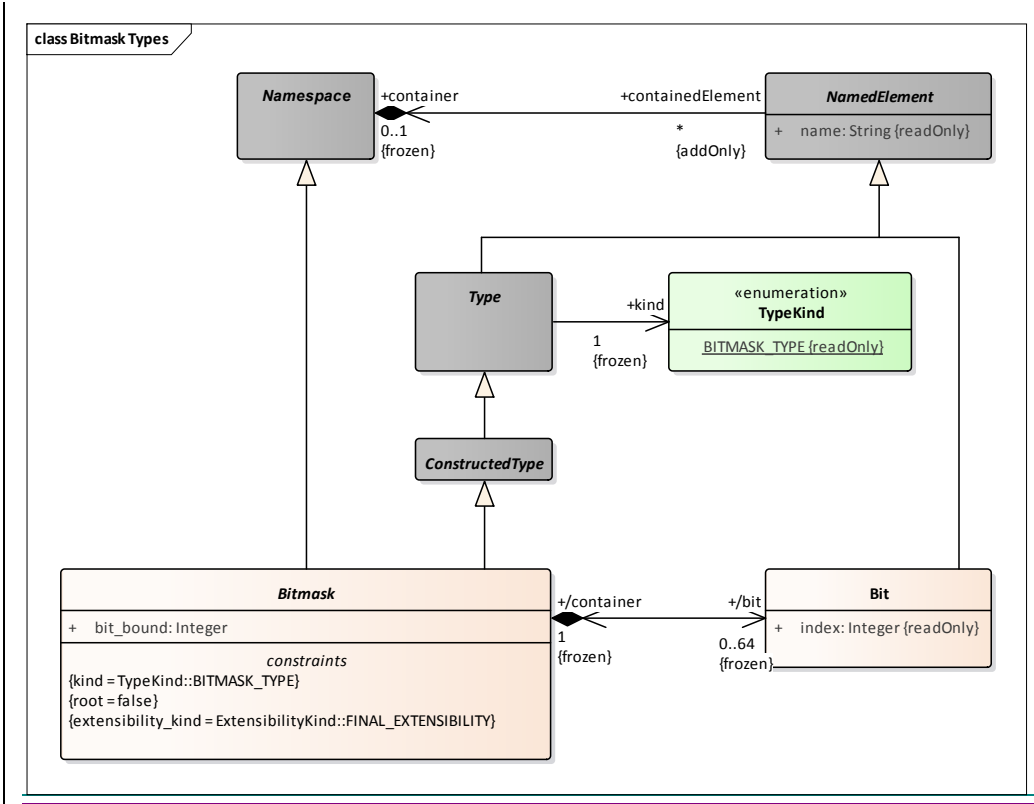 class Bitmask Types
Namespace
+container
0..1
{frozen}
+containedElement
*
{addOnly}
NamedElement
+ name: String {readOnly}
Type
+kind
1
{frozen}
«enumeration»
TypeKind
BITMASK_TYPE {readOnly}
ConstructedType
Bitmask
+ bit_bound: Integer
constraints
{kind = TypeKind::BITMASK_TYPE}
{root = false}
{extensibility_kind = ExtensibilityKind::FINAL_EXTENSIBILITY}
+/container
1
{frozen}
+/bit
0..64
{frozen}
Bit
+ index: Integer {readOnly}